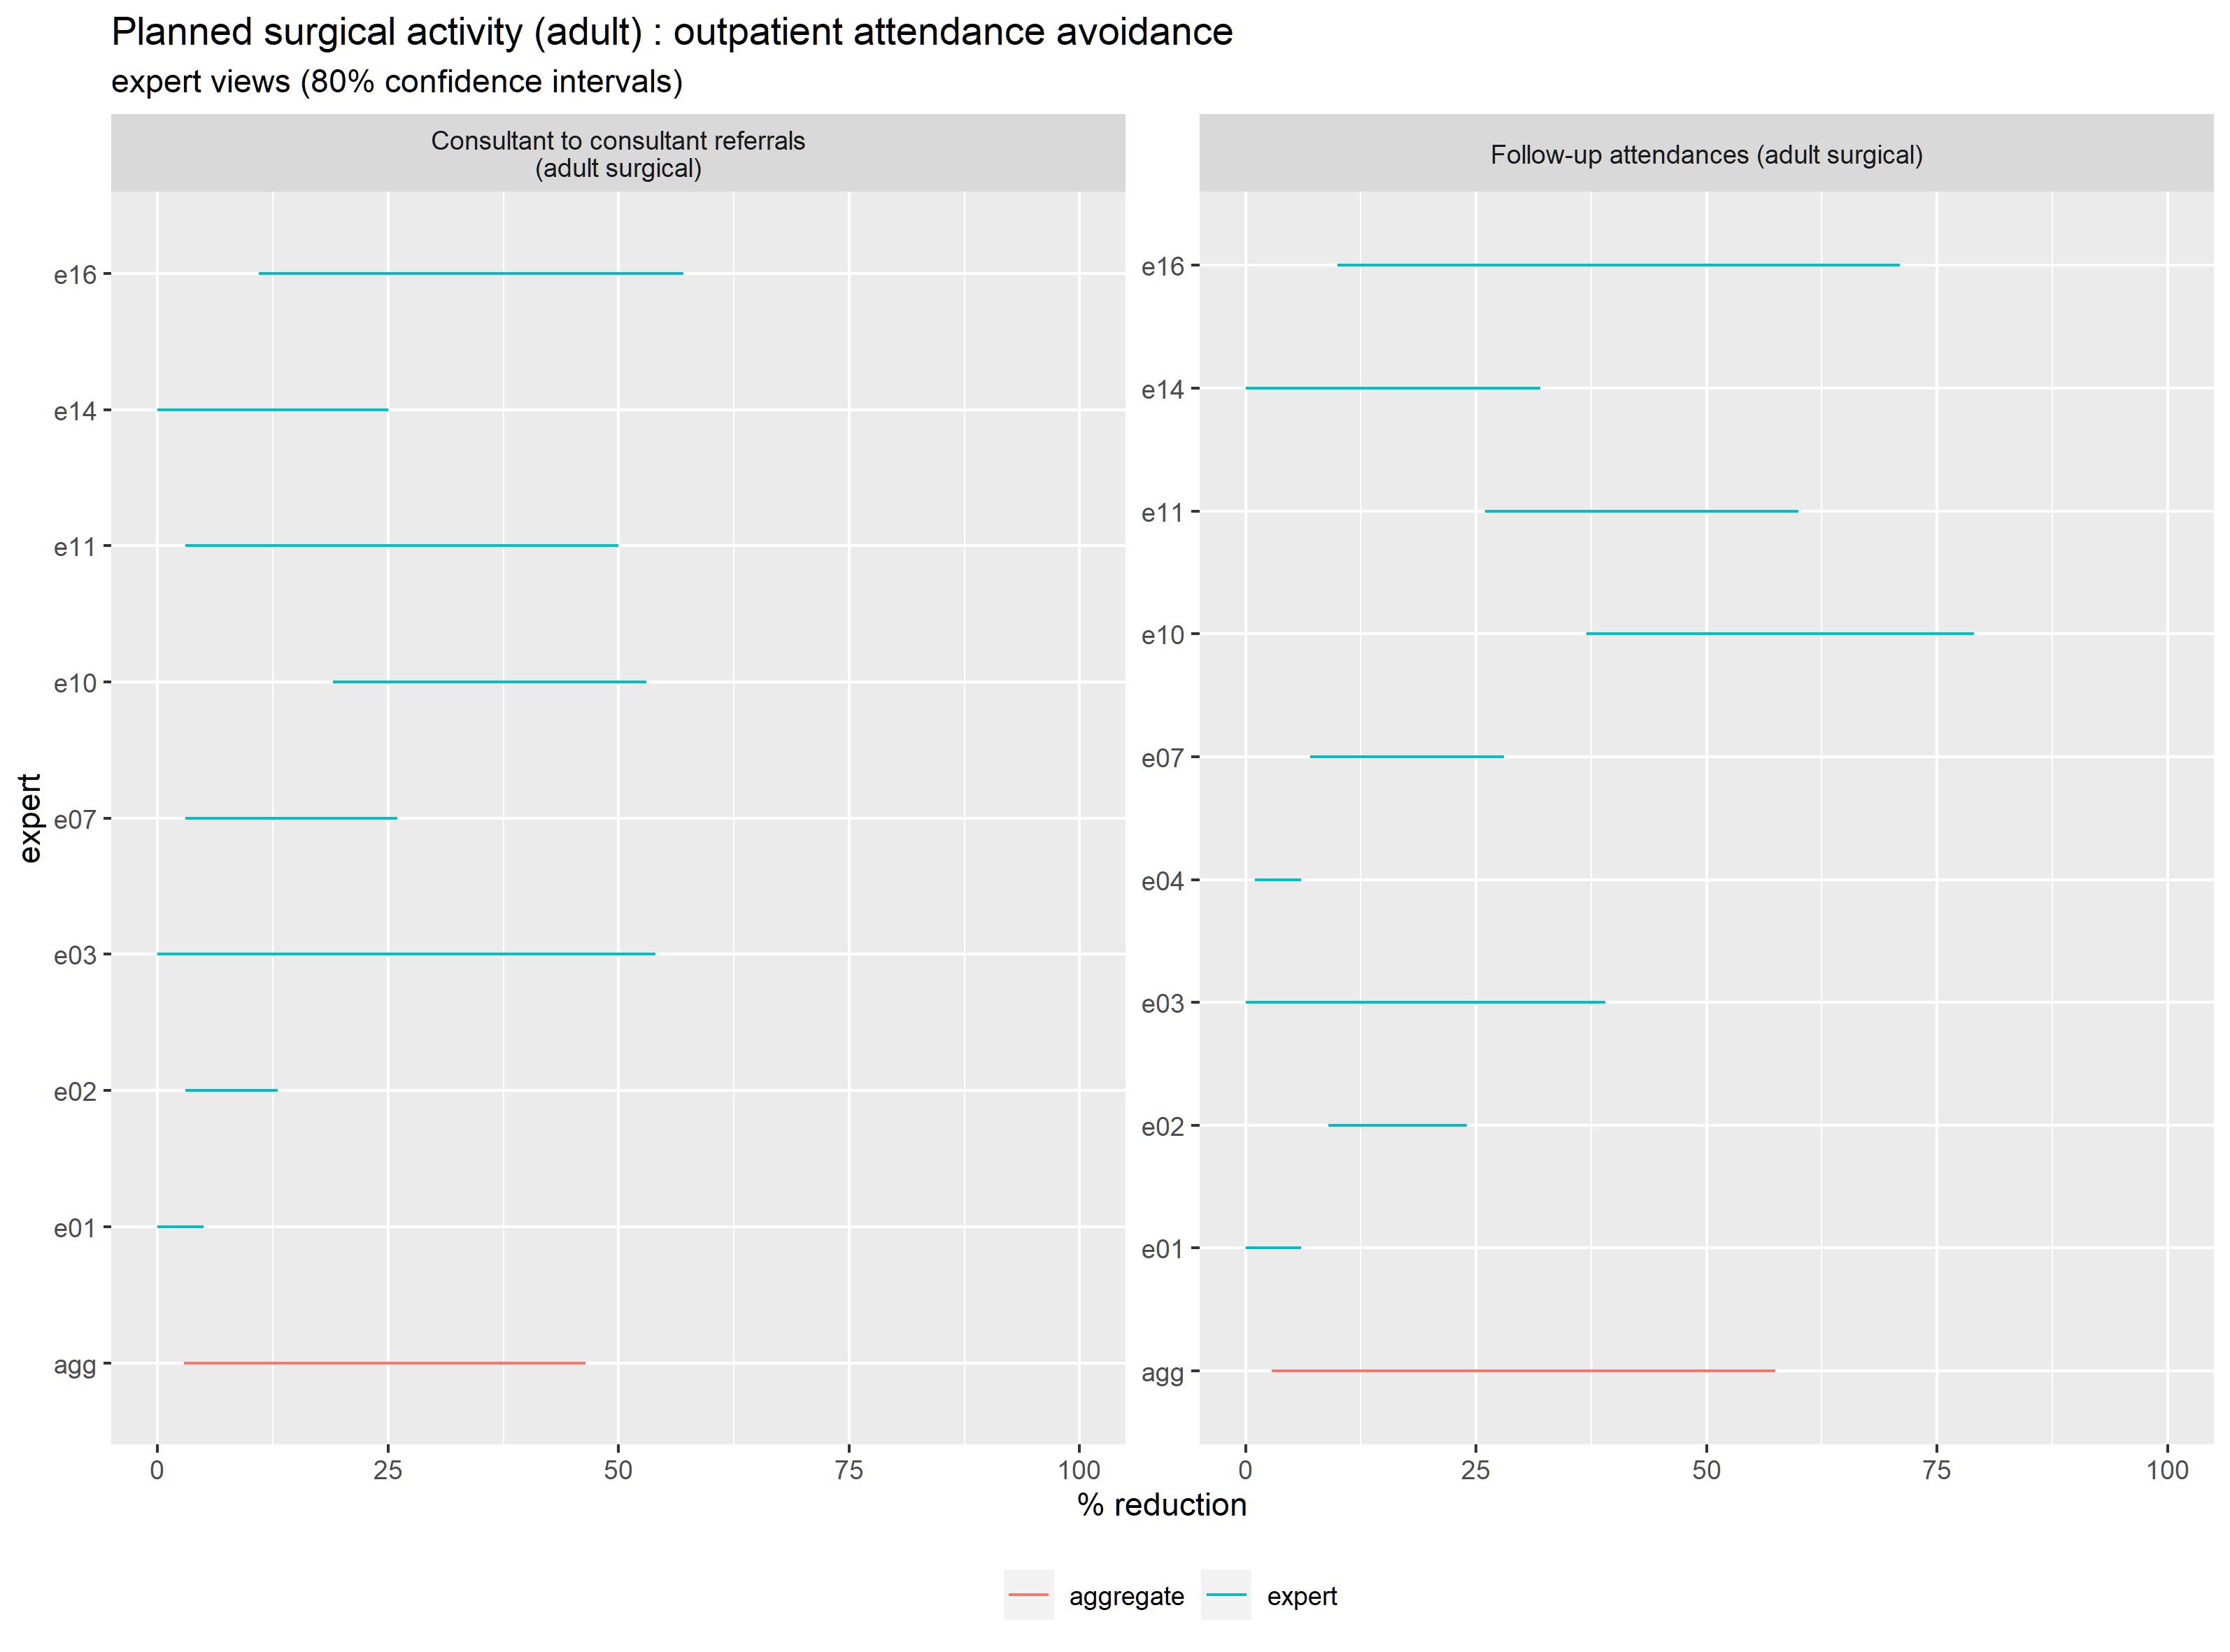 Planned surgical activity (adult) : outpatient attendance avoidance
expert views (80% confidence intervals)
Consultant to consultant referrals
(adult surgical)
e16
e14
e11
e10
e07
e03
e02
e01
agg
0 25 50 75 100
Follow-up attendances (adult surgical)
e16
e14
e11
e10
e07
e04
e03
e02
e01
agg
0 25 50 75 100
expert
% reduction
aggregate expert